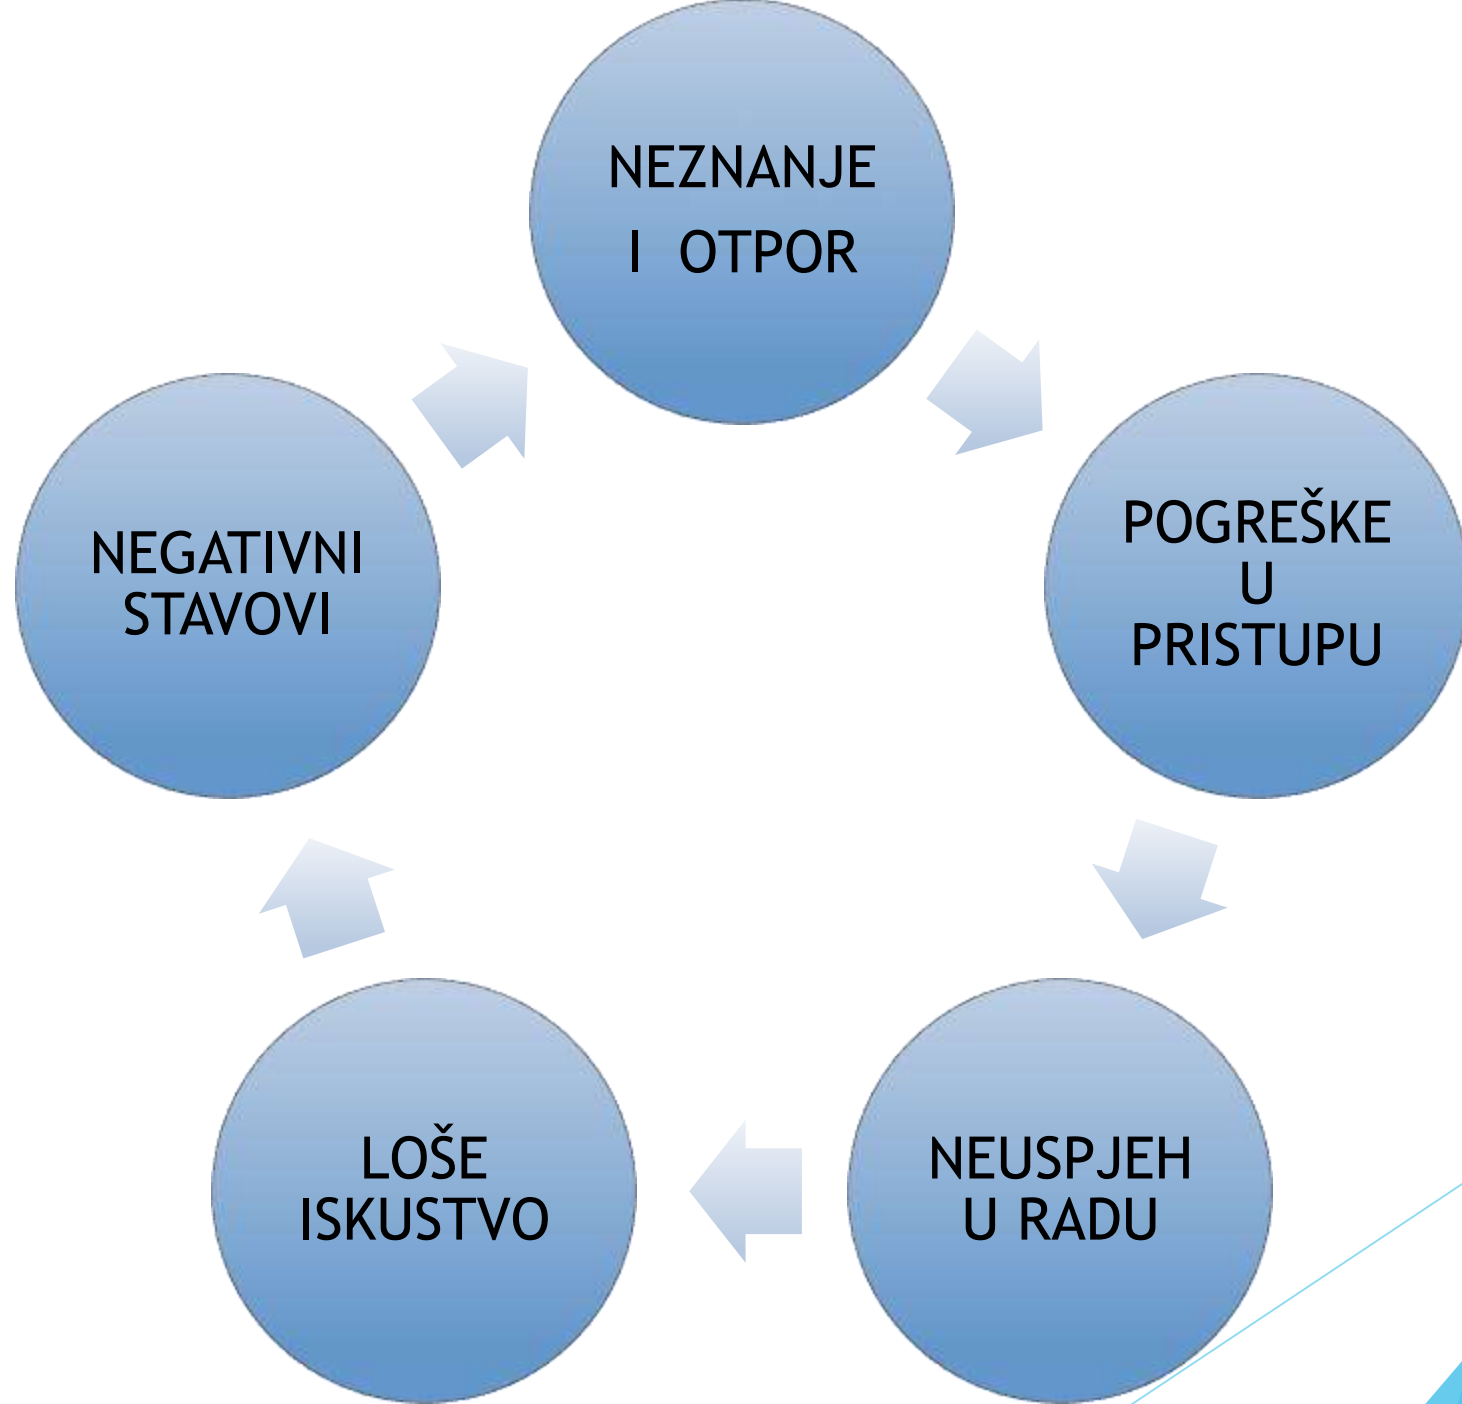 NEZNANJE
I OTPOR
POGREŠKE
U
PRISTUPU
NEUSPJEH
U RADU
LOŠE
ISKUSTVO
NEGATIVNI
STAVOVI